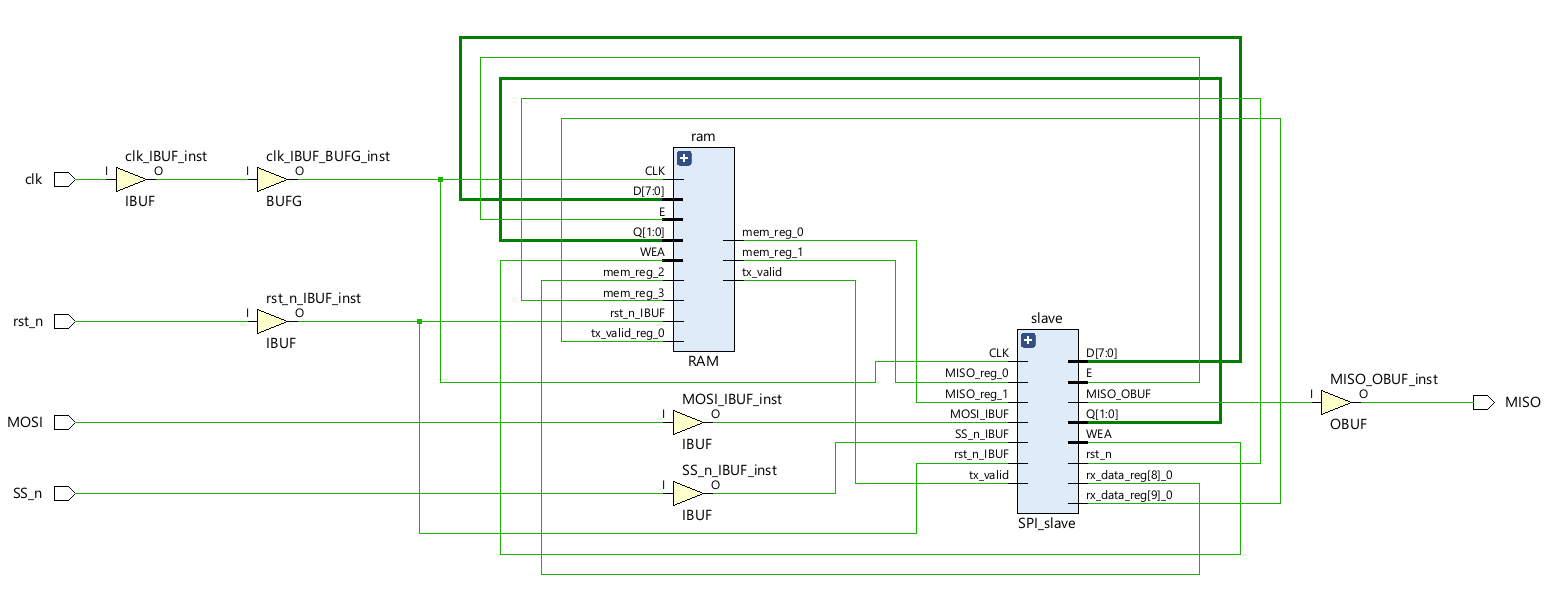 ram
clk_IBUF_inst
clk_IBUF_BUFG_inst
clk
I
O
I
O
IBUF
BUFG
CLK
D[7:0]
E
Q[1:0]
WEA
mem_reg_2
mem_reg_3
rst_n_IBUF
tx_valid_reg_0
mem_reg_0
mem_reg_1
tx_valid
RAM
rst_n_IBUF_inst
rst_n
I
O
IBUF
slave
CLK
MISO_reg_0
MISO_reg_1
MOSI_IBUF
SS_n_IBUF
rst_n_IBUF
tx_valid
D[7:0]
E
MISO_OBUF
Q[1:0]
WEA
rst_n
rx_data_reg[8]_0
rx_data_reg[9]_0
SPI_slave
MOSI_IBUF_inst
MOSI
I
O
IBUF
SS_n_IBUF_inst
SS_n
I
O
IBUF
MISO_OBUF_inst
I
O
MISO
OBUF